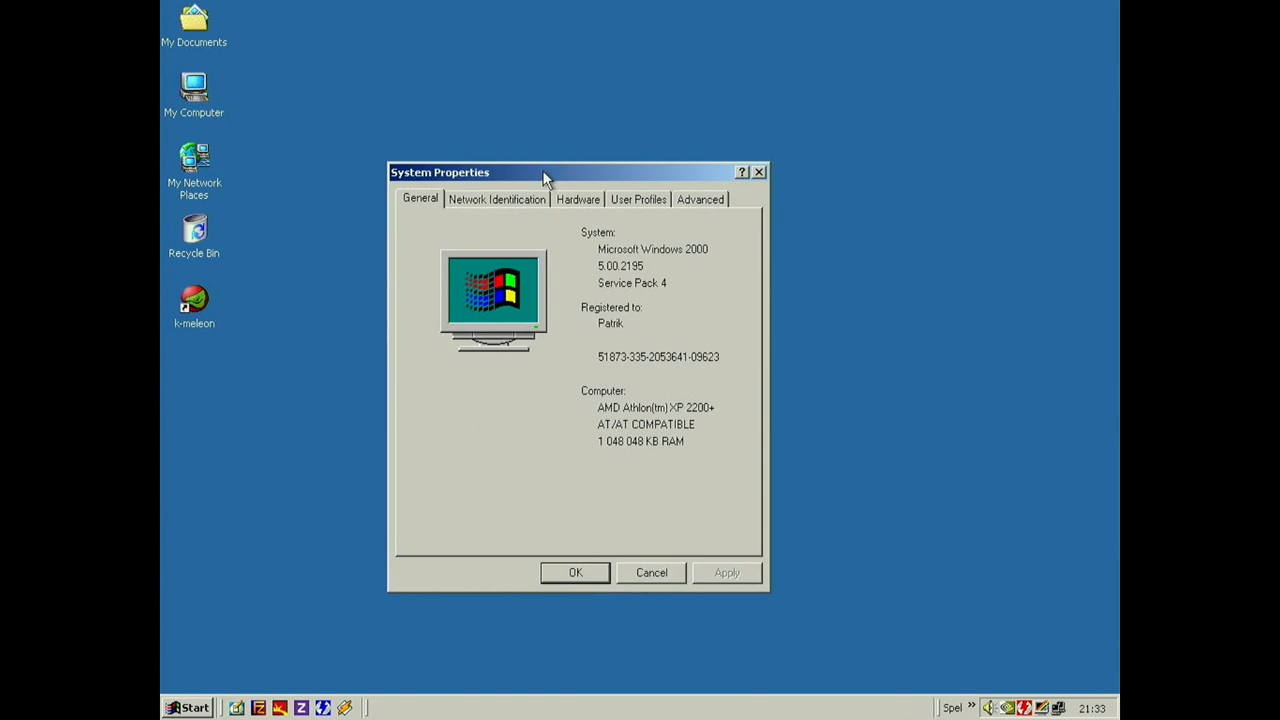 My Documents
My Computer
My Network
Places
Recycle Bin
k-meleon
System Properties
General
Network Identification
Hardware
User Profiles
Advanced
System:
Microsoft Windows 2000
5.00.2195
Service Pack 4
Registered to:
Patrik
51873-335-2053641-09623
Computer:
AMD Athlon(tm) XP 2200+
AT/AT COMPATIBLE
1 048 048 KB RAM
OK
Cancel
Apply
Start
Spel »
21:33